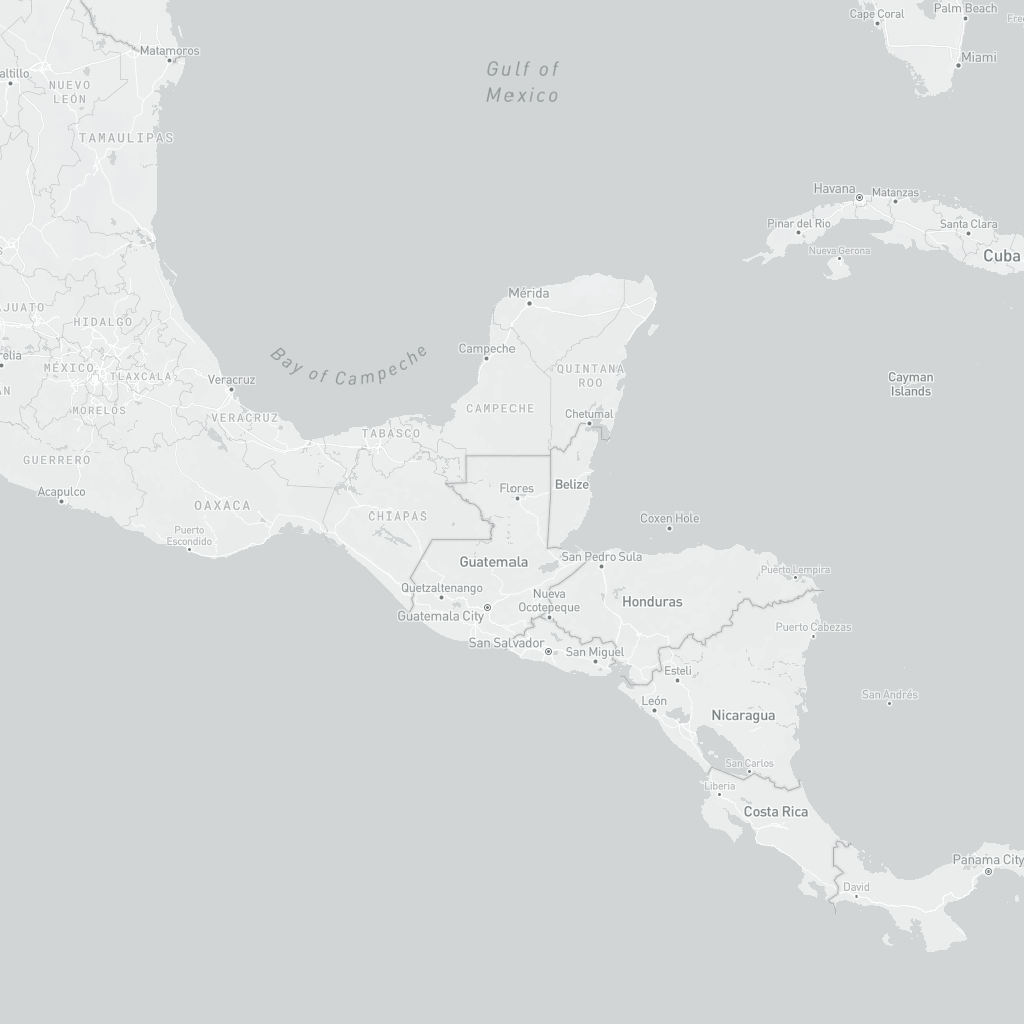 Cape Coral
Palm Beach
Matamoros
Miami
Gulf of
Mexico
altillo
NUEVO
LEÓN
TAMAULIPAS
Havana
Matanzas
Pinar del Río
Santa Clara
Nueva Gerona
Cuba
Mérida
AJUATO
HIDALGO
Campeche
Bay of Campeche
relia
MÉXICO
TLAXCALA
QUINTANA
ROO
Cayman
Islands
Veracruz
AN
MORELOS
VERACRUZ
CAMPECHE
Chetumal
TABASCO
GUERRERO
Acapulco
OAXACA
Flores
Belize
CHIAPAS
Coxen Hole
Puerto
Escondido
Guatemala
San Pedro Sula
Puerto Lempira
Quetzaltenango
Nueva
Ocotepeque
Honduras
Guatemala City
San Salvador
San Miguel
Puerto Cabezas
Esteli
León
San Andrés
Nicaragua
San Carlos
Liberia
Costa Rica
Panama City
David